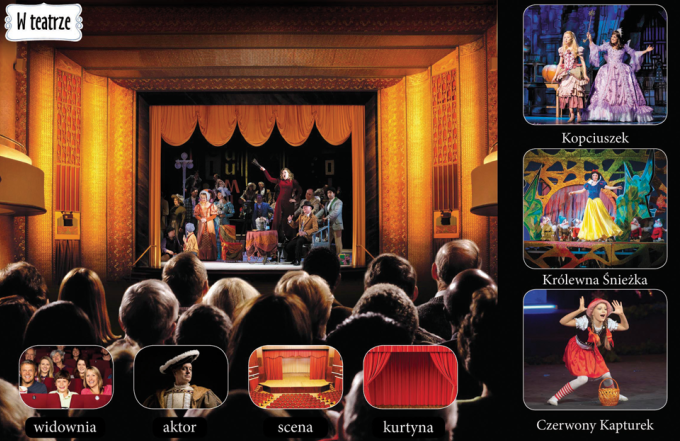 W teatrze
Kopciuszek
Królewna Śnieżka
Czerwony Kapturek
widownia
aktor
scena
kurtyna